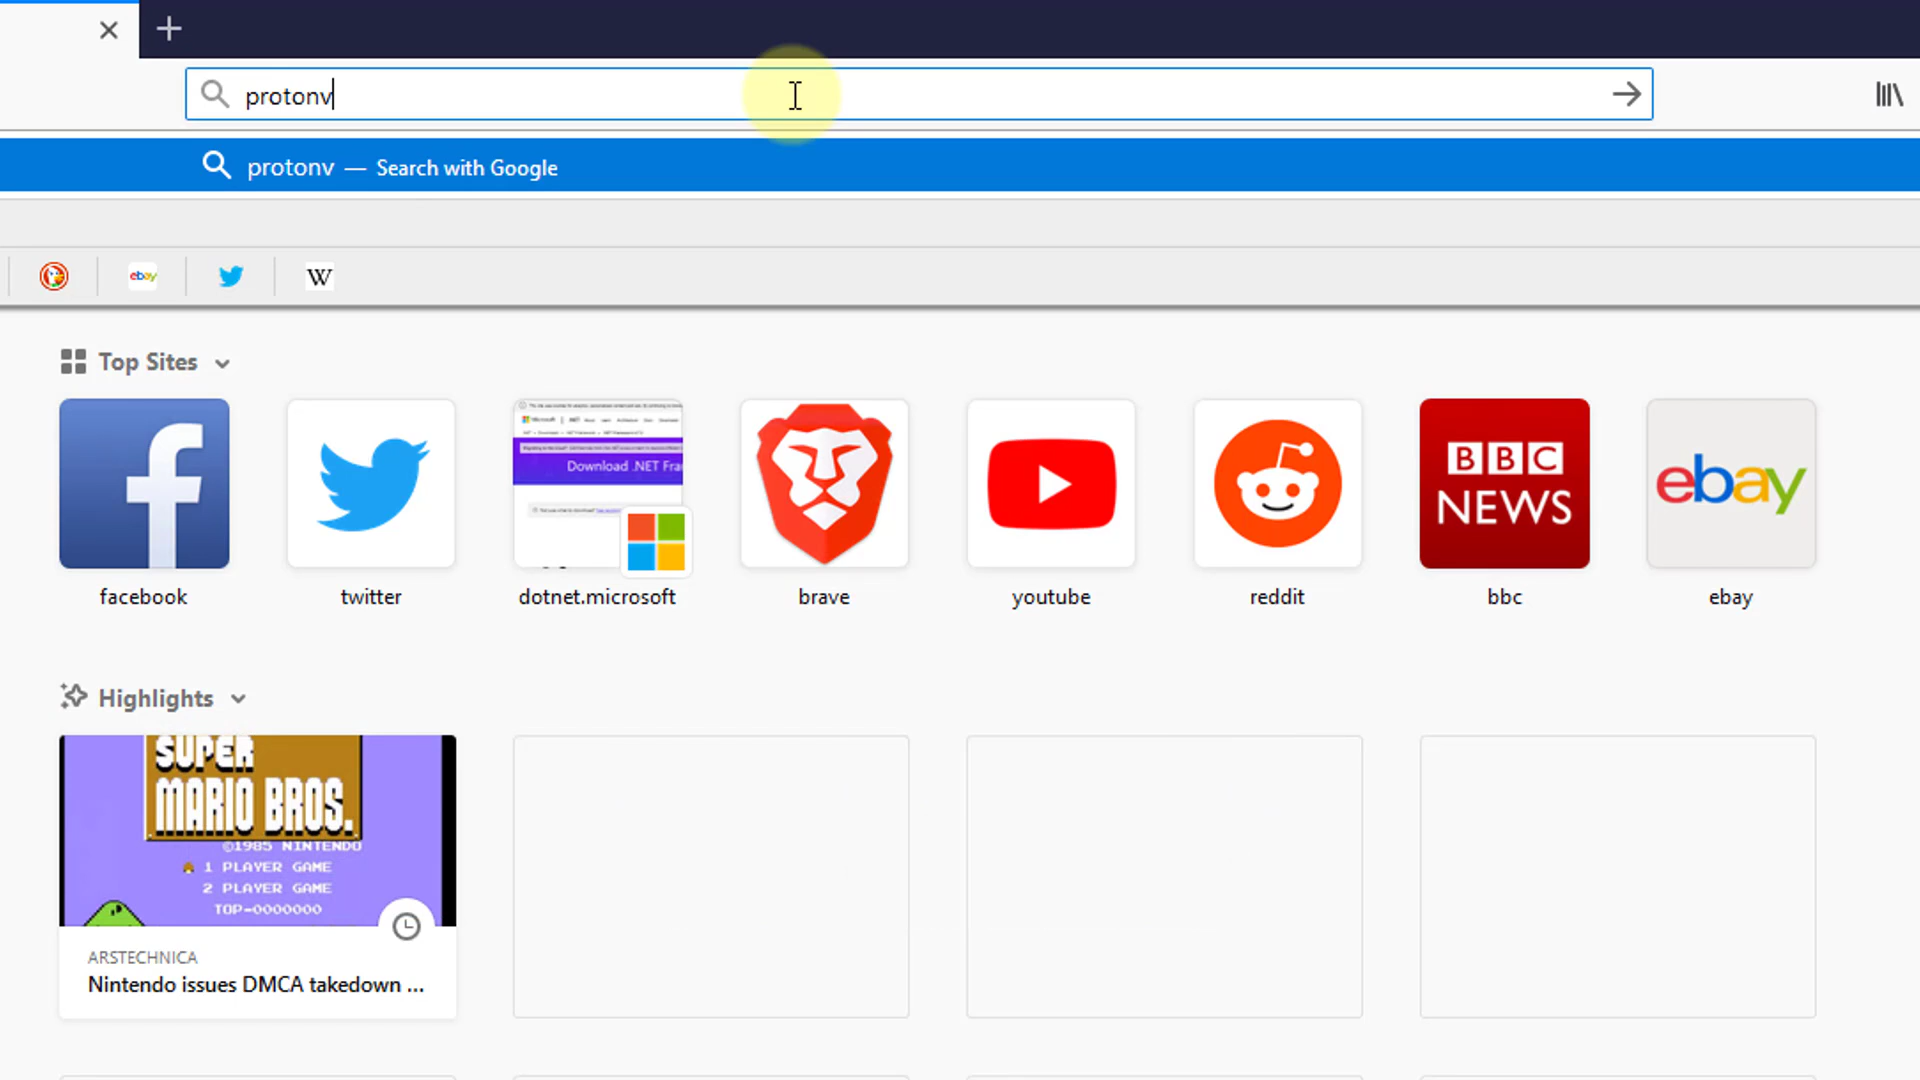 protonv
protonv — Search with Google
ebay
W
Top Sites
Download .NET Fra
BBC
NEWS
ebay
facebook
twitter
dotnet.microsoft
brave
youtube
reddit
bbc
ebay
Highlights
SUPER
MARIO BROS.
©1985 NINTENDO
1 PLAYER GAME
2 PLAYER GAME
TOP-0000000
ARSTECHNICA
Nintendo issues DMCA takedown ...